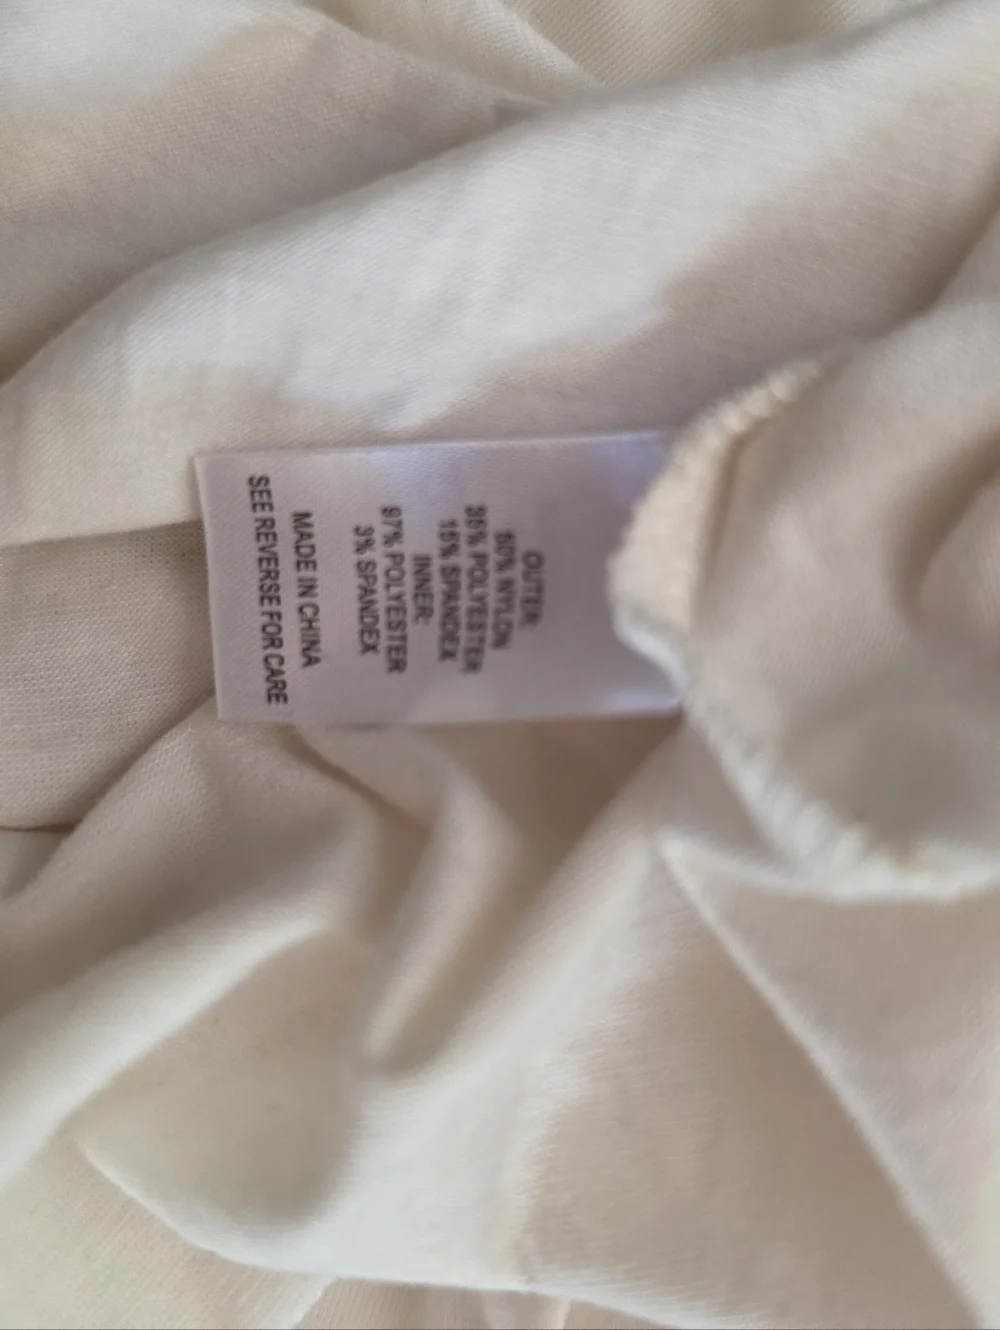 OUTER:
50% NYLON
35% POLYESTER
15% SPANDEX
INNER:
97% POLYESTER
3% SPANDEX
MADE IN CHINA
SEE REVERSE FOR CARE